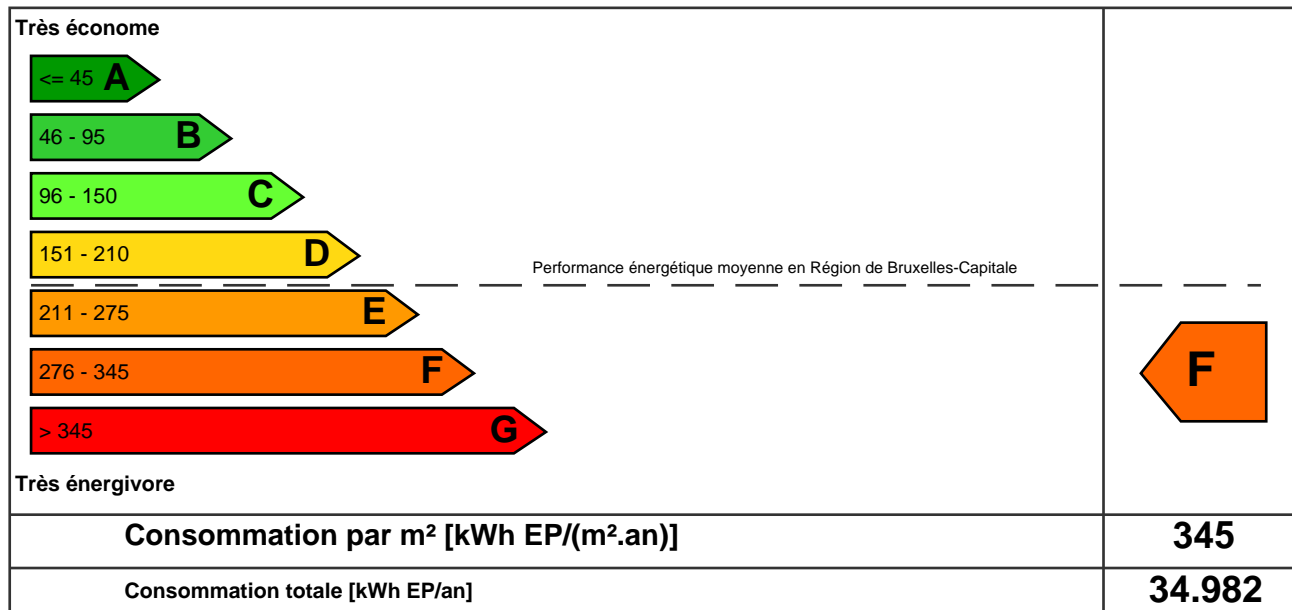 Très économe
<= 45 A
46 - 95 B
96 - 150 C
151 - 210 D
Performance énergétique moyenne en Région de Bruxelles-Capitale
211 - 275 E
276 - 345 F
F
> 345 G
Très énergivore
Consommation par m² [kWh EP/(m².an)] 345
Consommation totale [kWh EP/an] 34.982